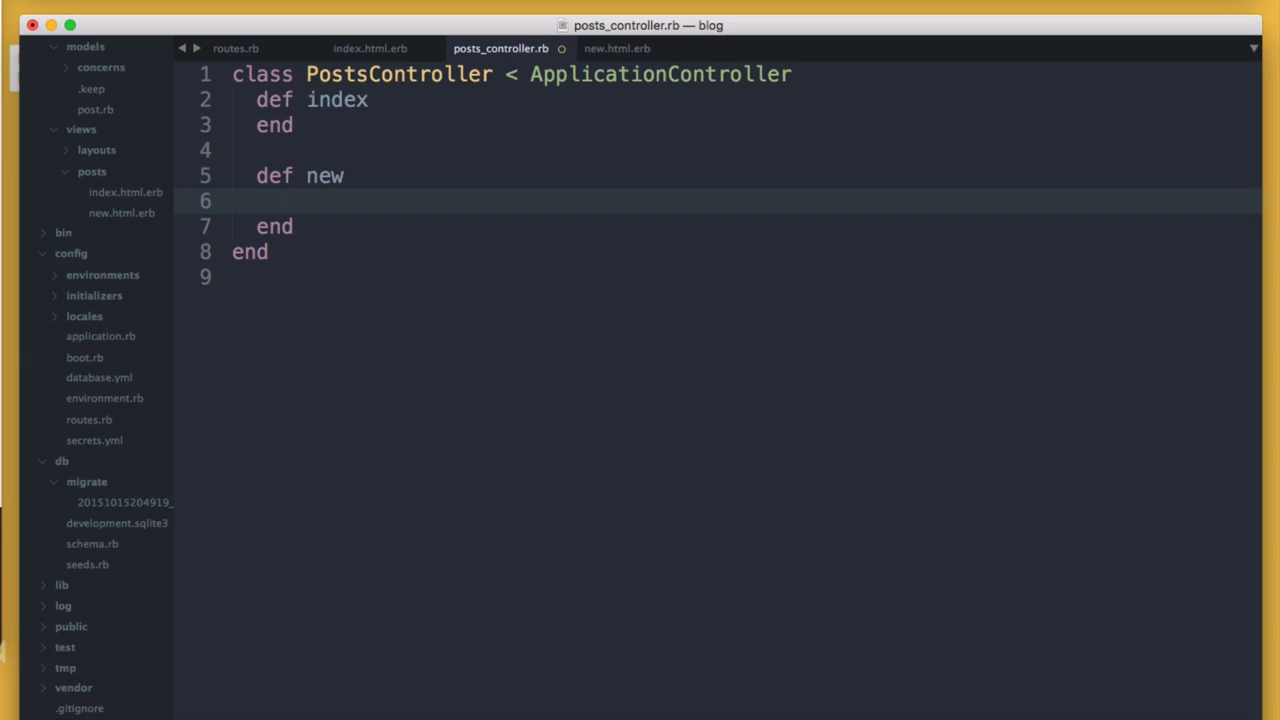 posts_controller.rb — blog
routes.rb index.html.erb posts_controller.rb new.html.erb
models
concerns
.keep
post.rb
views
layouts
posts
index.html.erb
new.html.erb
bin
config
environments
initializers
locales
application.rb
boot.rb
database.yml
environment.rb
routes.rb
secrets.yml
db
migrate
20151015204919_
development.sqlite3
schema.rb
seeds.rb
lib
log
public
test
tmp
vendor
.gitignore
1 class PostsController < ApplicationController
2 def index
3 end
4
5 def new
6
7 end
8 end
9